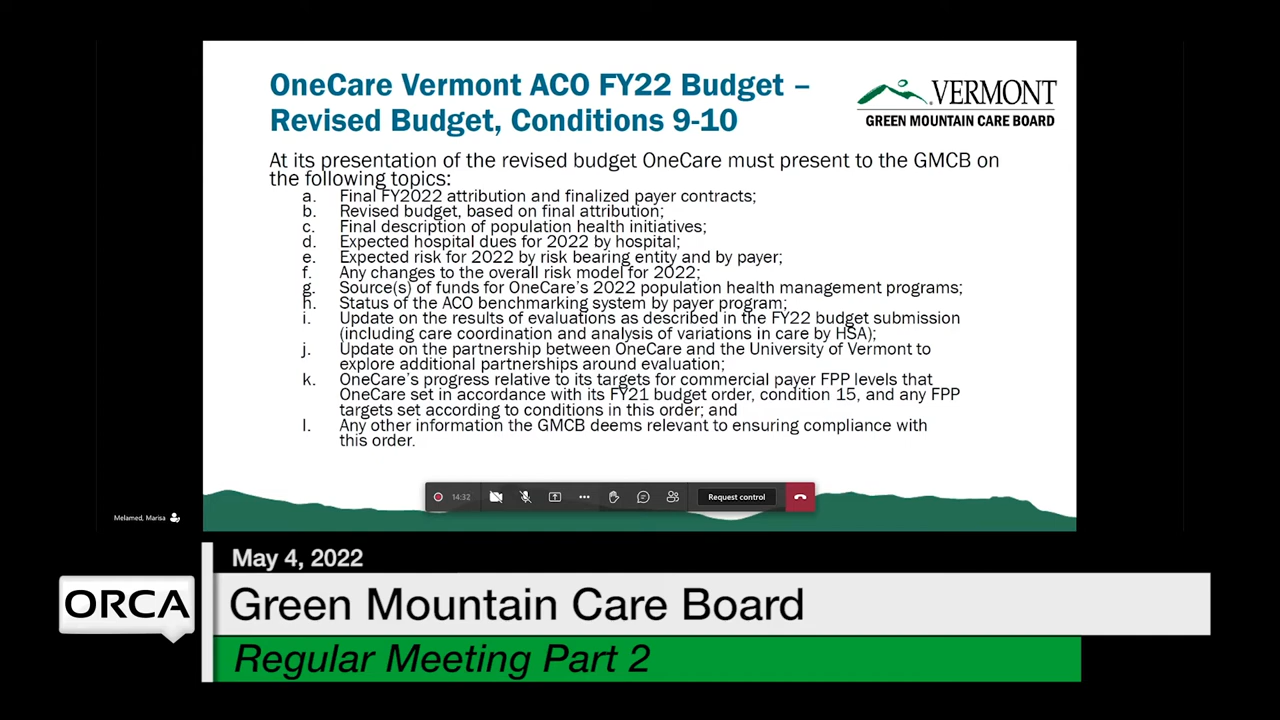 OneCare Vermont ACO FY22 Budget –
Revised Budget, Conditions 9-10
VERMONT
GREEN MOUNTAIN CARE BOARD
At its presentation of the revised budget OneCare must present to the GMCB on
the following topics:
a. Final FY2022 attribution and finalized payer contracts;
b. Revised budget, based on final attribution;
c. Final description of population health initiatives;
d. Expected hospital dues for 2022 by hospital;
e. Expected risk for 2022 by risk bearing entity and by payer;
f. Any changes to the overall risk model for 2022;
g. Source(s) of funds for OneCare's 2022 population health management programs;
h. Status of the ACO benchmarking system by payer program;
i. Update on the results of evaluations as described in the FY22 budget submission
(including care coordination and analysis of variations in care by HSA);
j. Update on the partnership between OneCare and the University of Vermont to
explore additional partnerships around evaluation;
k. OneCare's progress relative to its targets for commercial payer FPP levels that
OneCare set in accordance with its FY21 budget order, condition 15, and any FPP
targets set according to conditions in this order; and
l. Any other information the GMCB deems relevant to ensuring compliance with
this order.
14:32
Request control
Melamed, Marisa
May 4, 2022
ORCA
Green Mountain Care Board
Regular Meeting Part 2